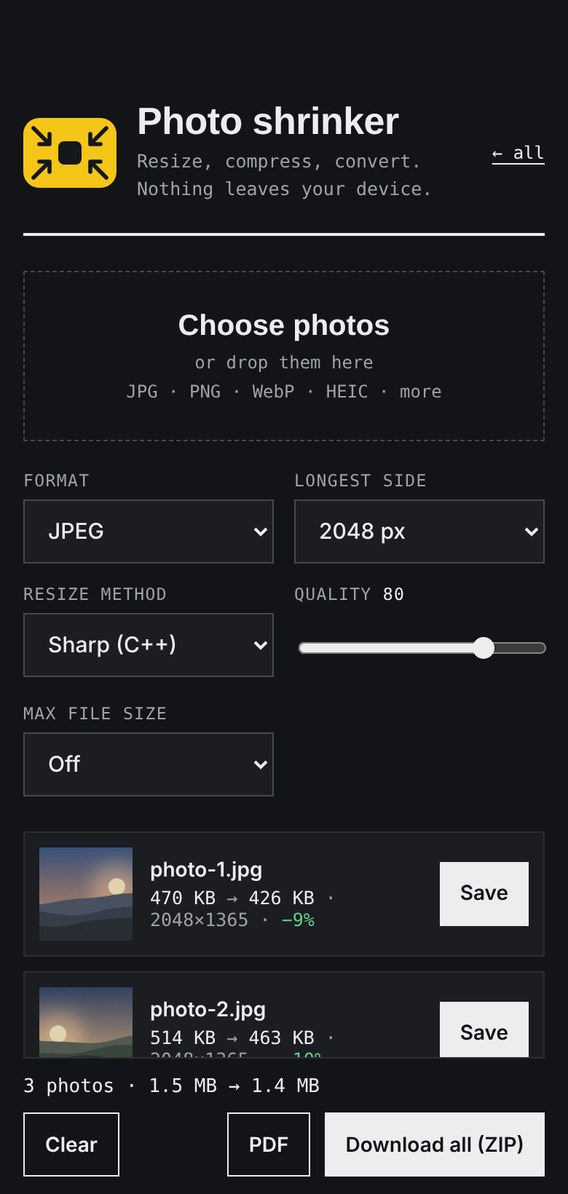 Photo shrinker
Resize, compress, convert.
Nothing leaves your device.
← all
Choose photos
or drop them here
JPG · PNG · WebP · HEIC · more
FORMAT
LONGEST SIDE
JPEG
2048 px
RESIZE METHOD
QUALITY 80
Sharp (C++)
MAX FILE SIZE
Off
photo-1.jpg
470 KB → 426 KB ·
2048×1365 · −9%
Save
photo-2.jpg
514 KB → 463 KB ·
2048×1365 · −10%
Save
3 photos · 1.5 MB → 1.4 MB
Clear
PDF
Download all (ZIP)